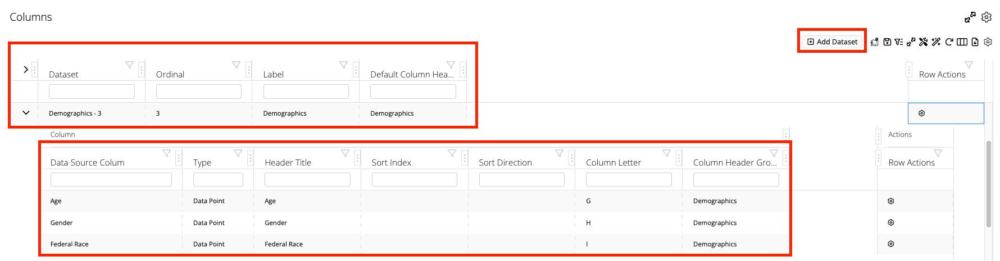 Columns
Add Dataset
Dataset Ordinal Label Default Column Hea... Row Actions
Demographics - 3 3 Demographics Demographics
Column Actions
Data Source Colum Type Header Title Sort Index Sort Direction Column Letter Column Header Gro... Row Actions
Age Data Point Age G Demographics
Gender Data Point Gender H Demographics
Federal Race Data Point Federal Race I Demographics